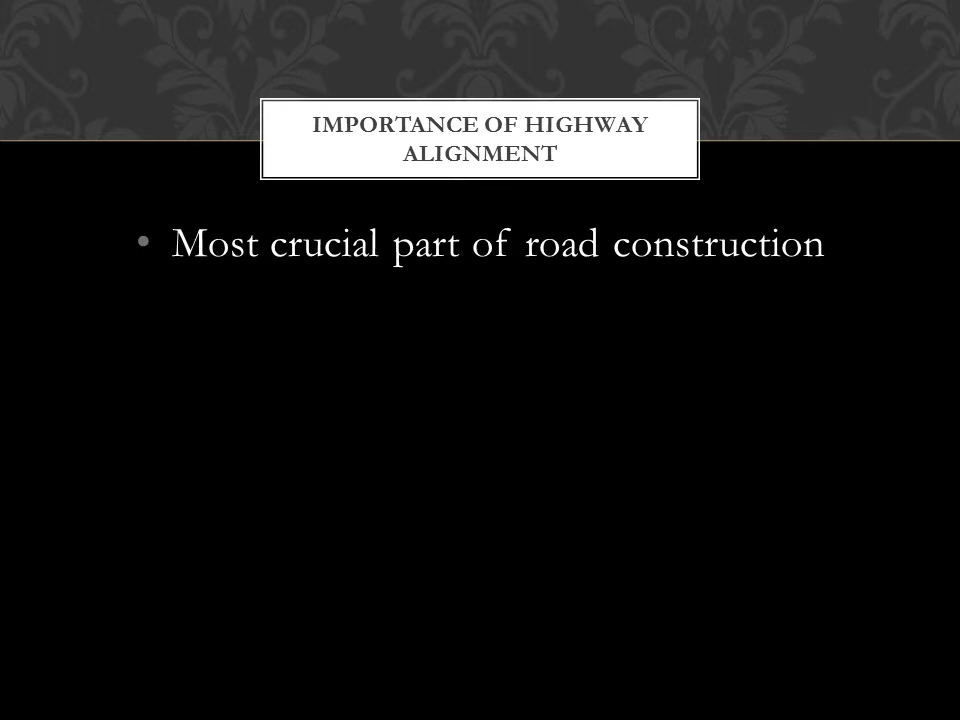 IMPORTANCE OF HIGHWAY
ALIGNMENT
• Most crucial part of road construction